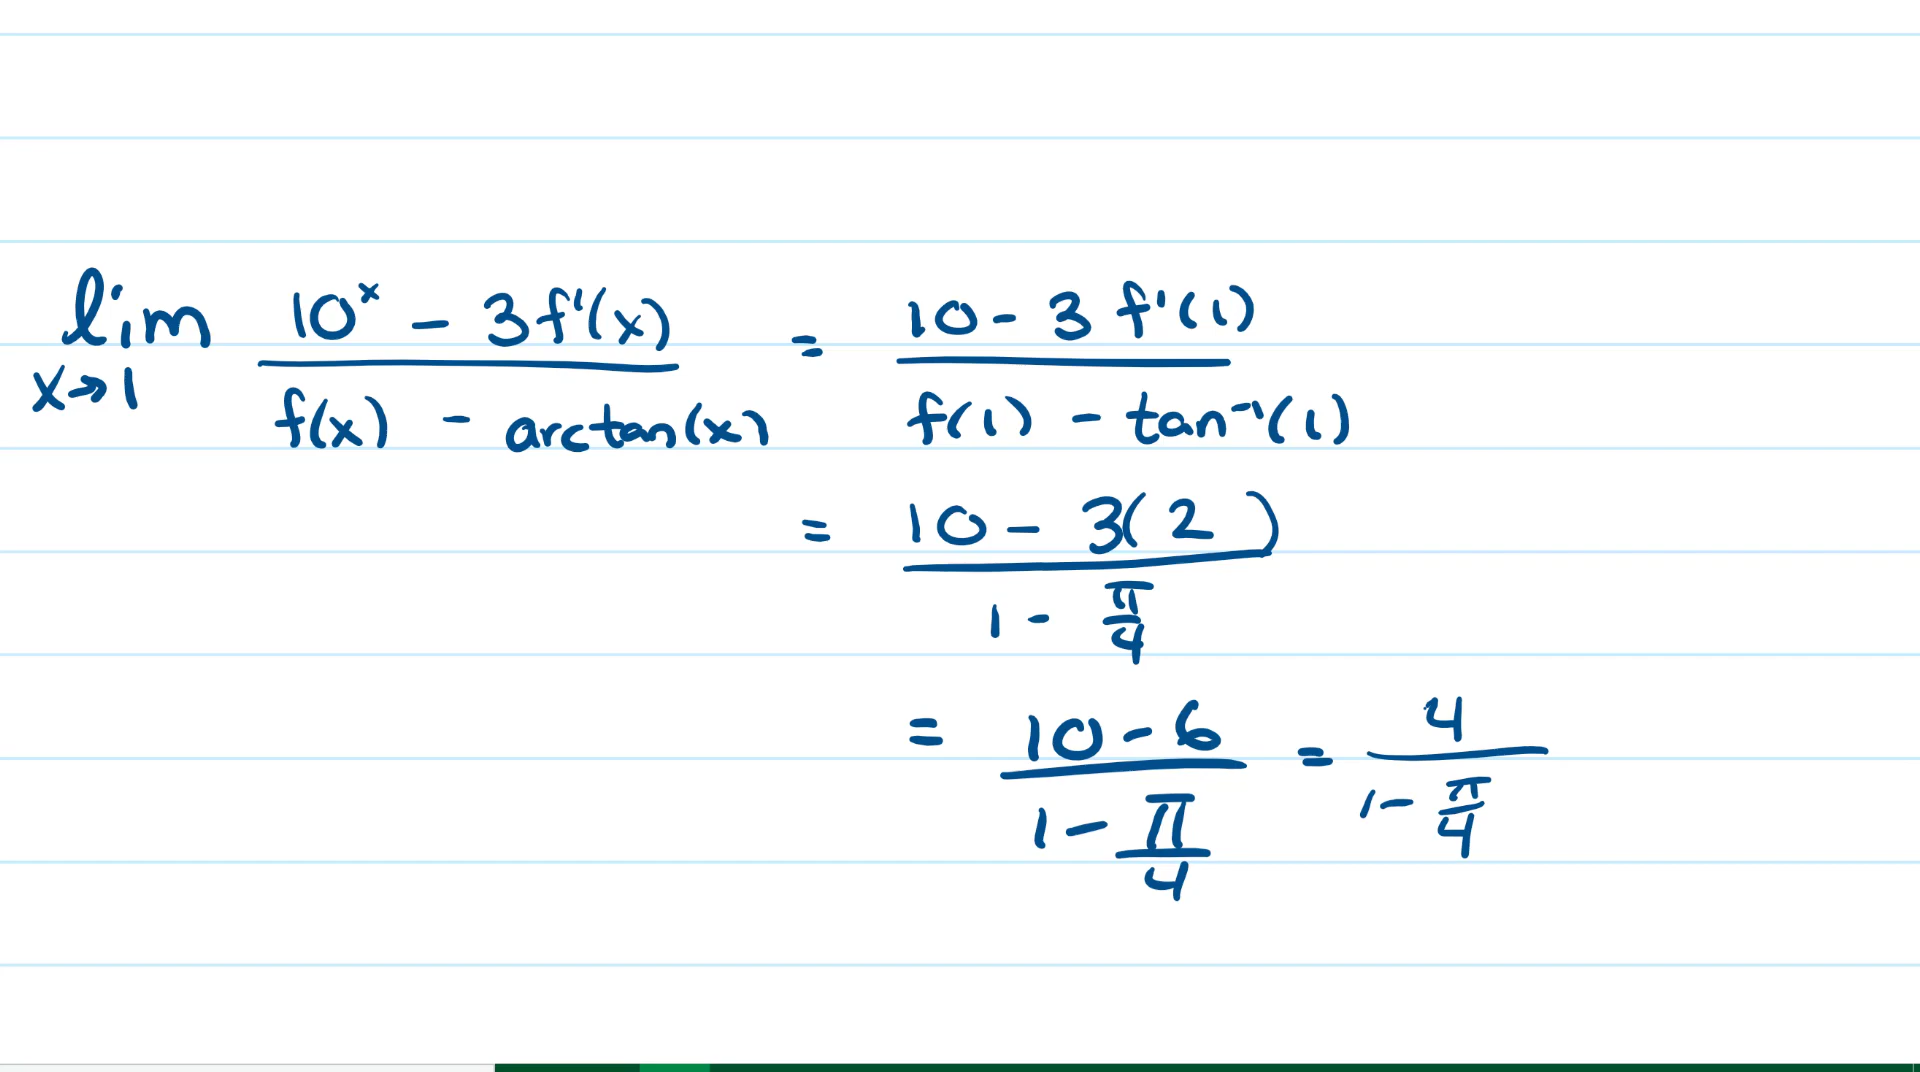 lim x→1 (10ˣ − 3f'(x)) / (f(x) − arctan(x)) = (10 − 3f'(1)) / (f(1) − tan⁻¹(1))
= (10 − 3(2)) / (1 − π/4)
= (10 − 6) / (1 − π/4) = 4 / (1 − π/4)